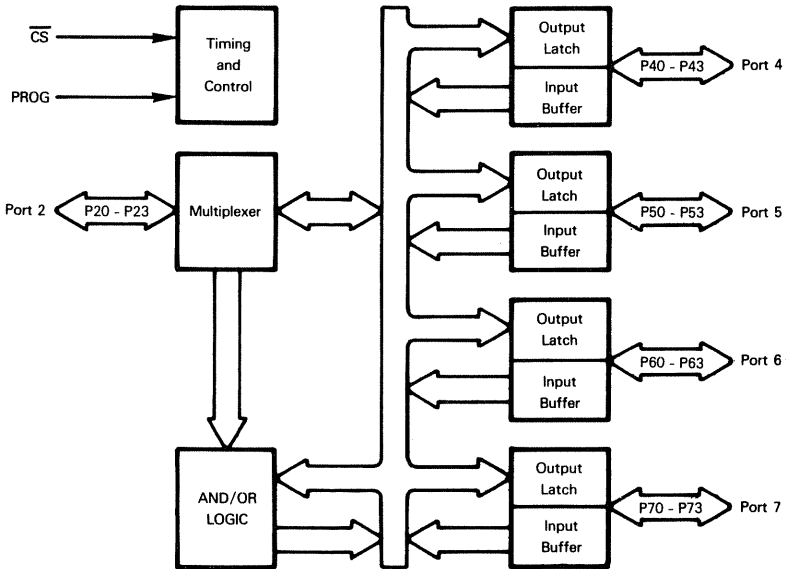 C̅S̅
PROG
Timing
and
Control
Port 2
P20 - P23
Multiplexer
AND/OR
LOGIC
Output
Latch
Input
Buffer
P40 - P43
Port 4
Output
Latch
Input
Buffer
P50 - P53
Port 5
Output
Latch
Input
Buffer
P60 - P63
Port 6
Output
Latch
Input
Buffer
P70 - P73
Port 7